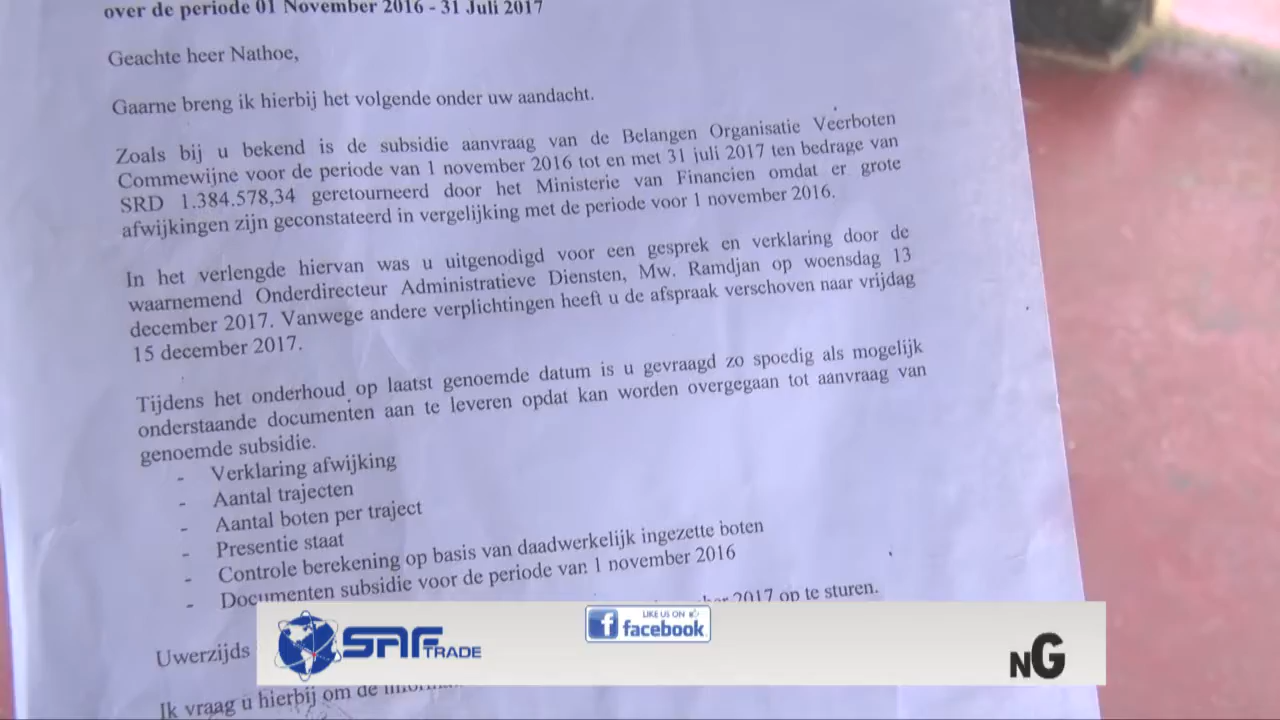 over de periode 01 November 2016 - 31 Juli 2017
Geachte heer Nathoe,
Gaarne breng ik hierbij het volgende onder uw aandacht.
Zoals bij u bekend is de subsidie aanvraag van de Belangen Organisatie Veerboten
Commewijne voor de periode van 1 november 2016 tot en met 31 juli 2017 ten bedrage van
SRD 1.384.578,34 geretourneerd door het Ministerie van Financien omdat er grote
afwijkingen zijn geconstateerd in vergelijking met de periode voor 1 november 2016.
In het verlengde hiervan was u uitgenodigd voor een gesprek en verklaring door de
waarnemend Onderdirecteur Administratieve Diensten, Mw. Ramdjan op woensdag 13
december 2017. Vanwege andere verplichtingen heeft u de afspraak verschoven naar vrijdag
15 december 2017.
Tijdens het onderhoud op laatst genoemde datum is u gevraagd zo spoedig als mogelijk
onderstaande documenten aan te leveren opdat kan worden overgegaan tot aanvraag van
genoemde subsidie.
- Verklaring afwijking
- Aantal trajecten
- Aantal boten per traject
- Presentie staat
- Controle berekening op basis van daadwerkelijk ingezette boten
- Documenten subsidie voor de periode van 1 november 2016
2017 op te sturen.
Uwerzijds
Ik vraag u hierbij om de
SAF TRADE
LIKE US ON
facebook
NG